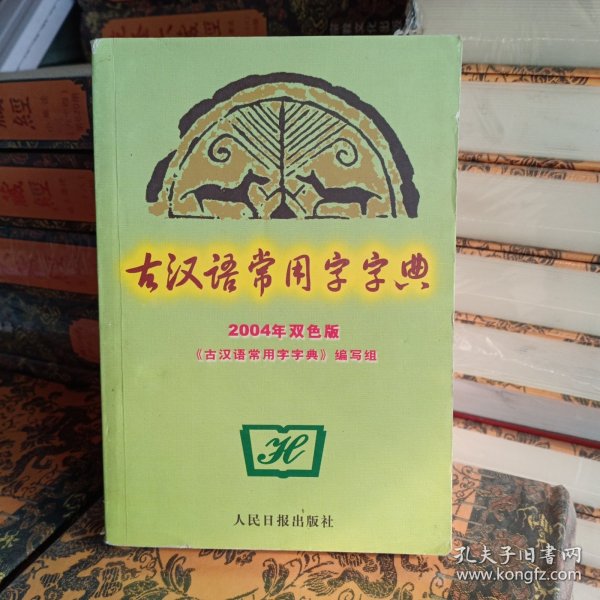 古汉语常用字字典
2004年双色版
《古汉语常用字字典》编写组
H
人民日报出版社
經
孔夫子旧书网
www.kongfz.com